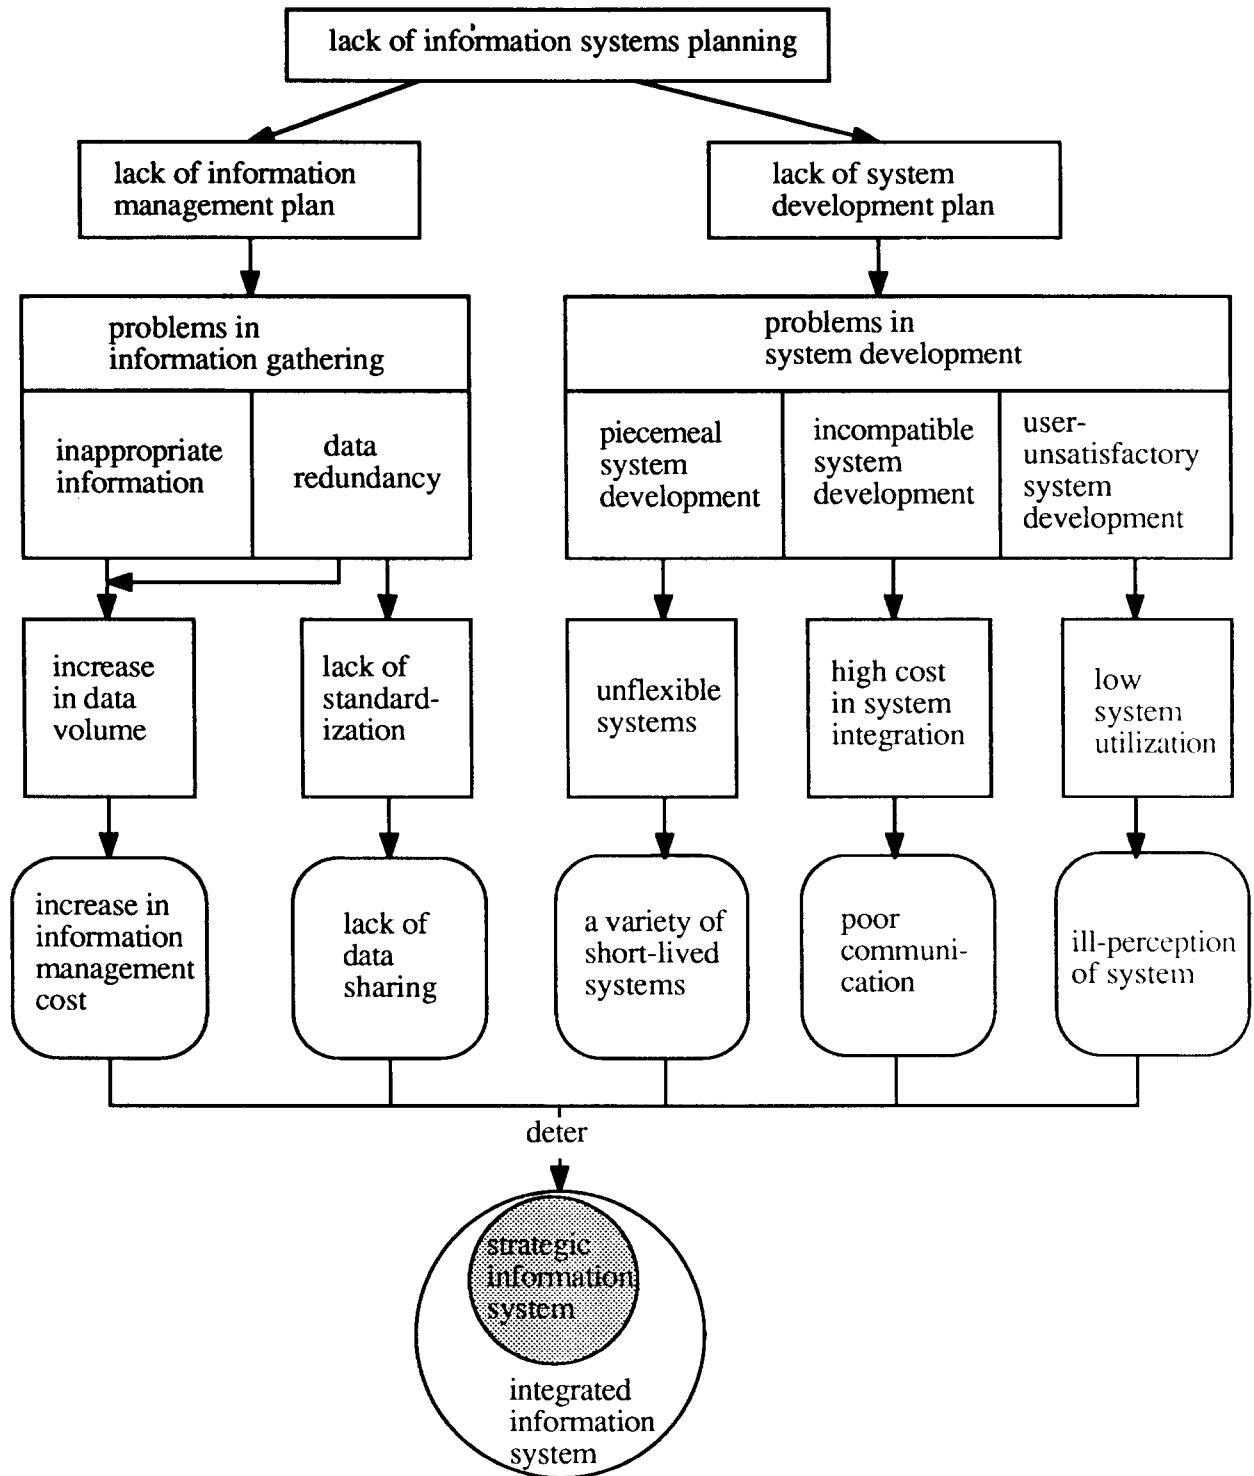 lack of information systems planning
lack of information
management plan
lack of system
development plan
problems in
information gathering
problems in
system development
inappropriate
information
data
redundancy
piecemeal
system
development
incompatible
system
development
user-
unsatisfactory
system
development
increase
in data
volume
lack of
standard-
ization
unflexible
systems
high cost
in system
integration
low
system
utilization
increase in
information
management
cost
lack of
data
sharing
a variety of
short-lived
systems
poor
communi-
cation
ill-perception
of system
deter
strategic
information
system
integrated
information
system